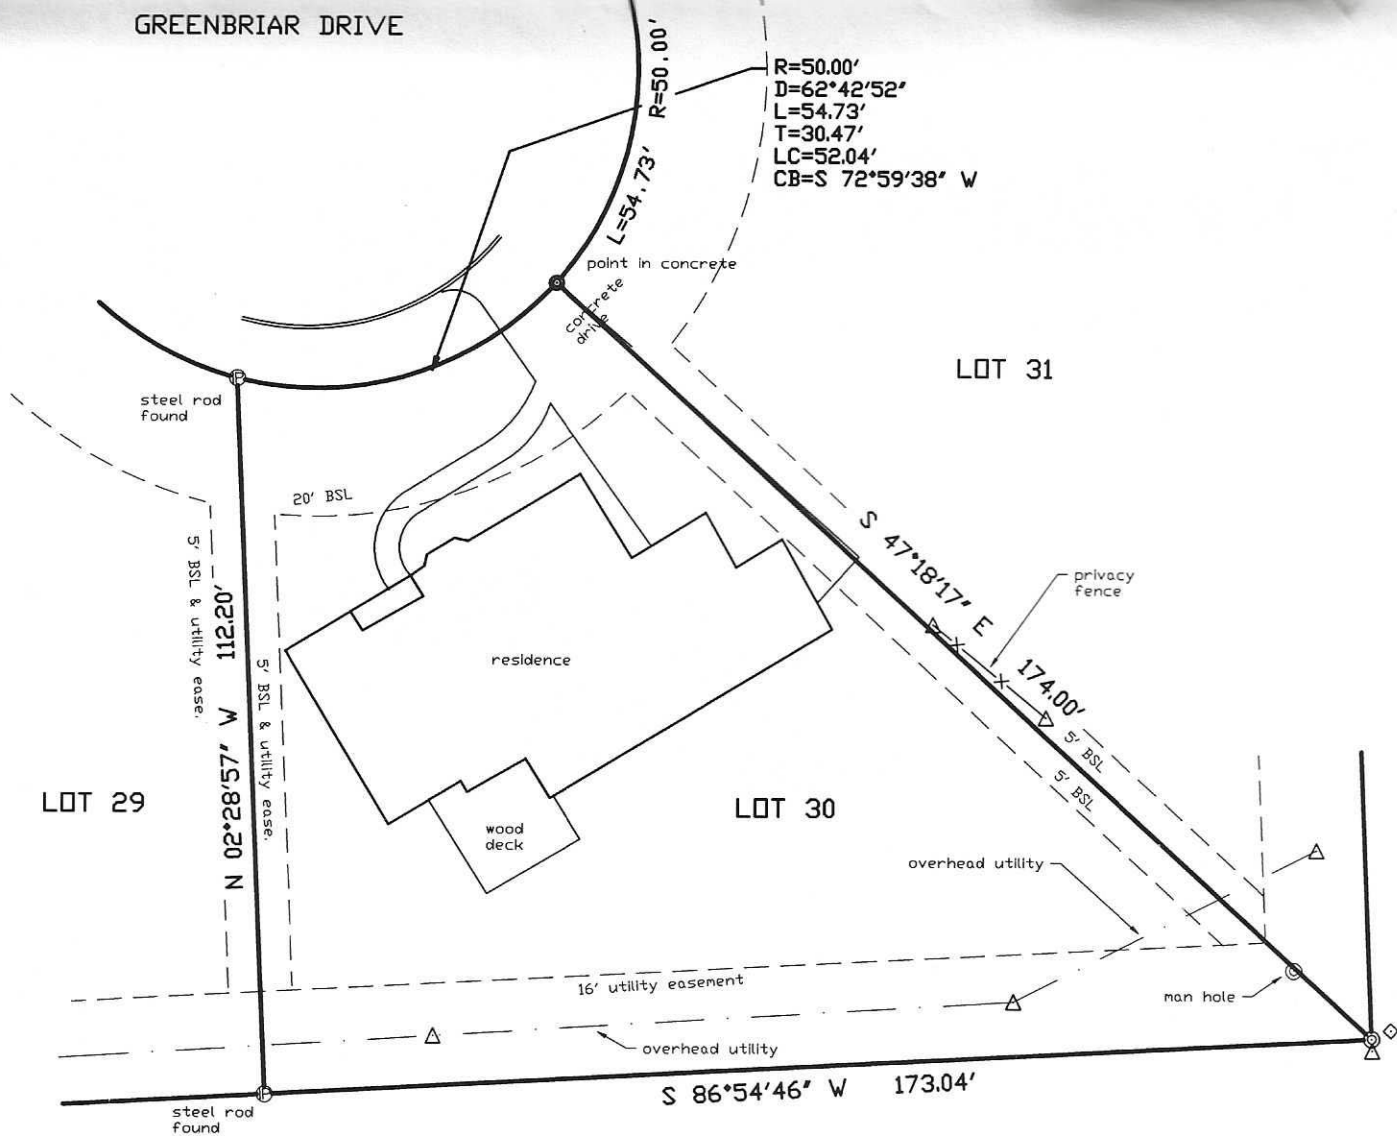 GREENBRIAR DRIVE
R=50.00'
L=54.73'
R=50.00'
D=62°42'52"
L=54.73'
T=30.47'
LC=52.04'
CB=S 72°59'38" W
point in concrete
concrete
drive
steel rod
found
LOT 31
20' BSL
5' BSL & utility ease.
N 02°28'57" W 112.20'
5' BSL & utility ease.
S 47°18'17" E 174.00'
privacy
fence
residence
5' BSL
5' BSL
LOT 29
LOT 30
wood
deck
overhead utility
16' utility easement
man hole
overhead utility
S 86°54'46" W 173.04'
steel rod
found